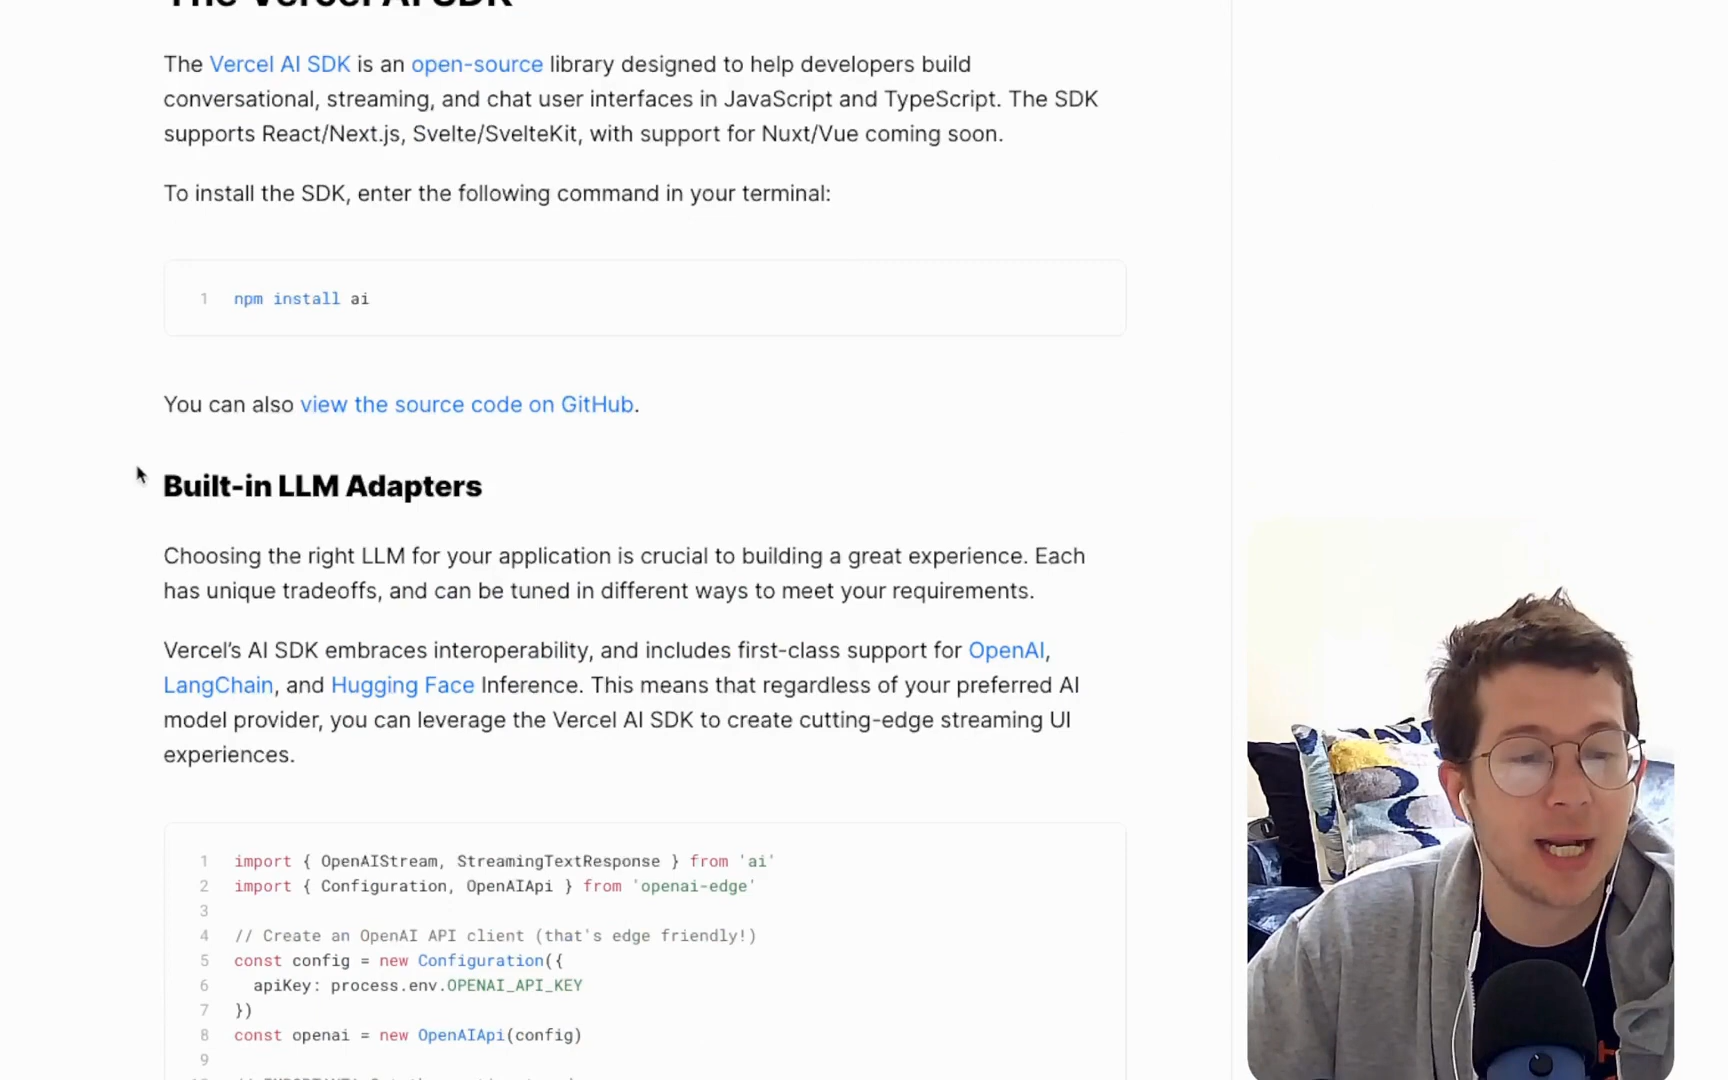 The Vercel AI SDK
The Vercel AI SDK is an open-source library designed to help developers build
conversational, streaming, and chat user interfaces in JavaScript and TypeScript. The SDK
supports React/Next.js, Svelte/SvelteKit, with support for Nuxt/Vue coming soon.
To install the SDK, enter the following command in your terminal:
1 npm install ai
You can also view the source code on GitHub.
Built-in LLM Adapters
Choosing the right LLM for your application is crucial to building a great experience. Each
has unique tradeoffs, and can be tuned in different ways to meet your requirements.
Vercel’s AI SDK embraces interoperability, and includes first-class support for OpenAI,
LangChain, and Hugging Face Inference. This means that regardless of your preferred AI
model provider, you can leverage the Vercel AI SDK to create cutting-edge streaming UI
experiences.
1 import { OpenAIStream, StreamingTextResponse } from 'ai'
2 import { Configuration, OpenAIApi } from 'openai-edge'
3
4 // Create an OpenAI API client (that's edge friendly!)
5 const config = new Configuration({
6 apiKey: process.env.OPENAI_API_KEY
7 })
8 const openai = new OpenAIApi(config)
9